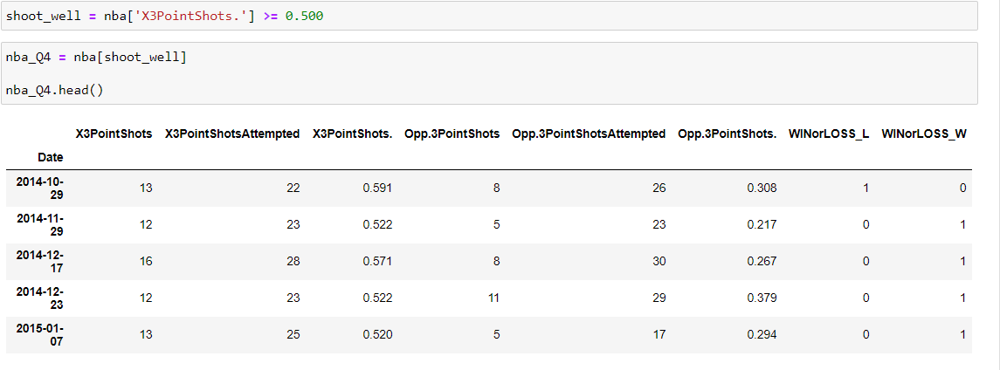 shoot_well = nba['X3PointShots.'] >= 0.500
nba_Q4 = nba[shoot_well]
nba_Q4.head()
X3PointShots X3PointShotsAttempted X3PointShots. Opp.3PointShots Opp.3PointShotsAttempted Opp.3PointShots. WINorLOSS_L WINorLOSS_W
Date
2014-10-
29 13 22 0.591 8 26 0.308 1 0
2014-11-
29 12 23 0.522 5 23 0.217 0 1
2014-12-
17 16 28 0.571 8 30 0.267 0 1
2014-12-
23 12 23 0.522 11 29 0.379 0 1
2015-01-
07 13 25 0.520 5 17 0.294 0 1